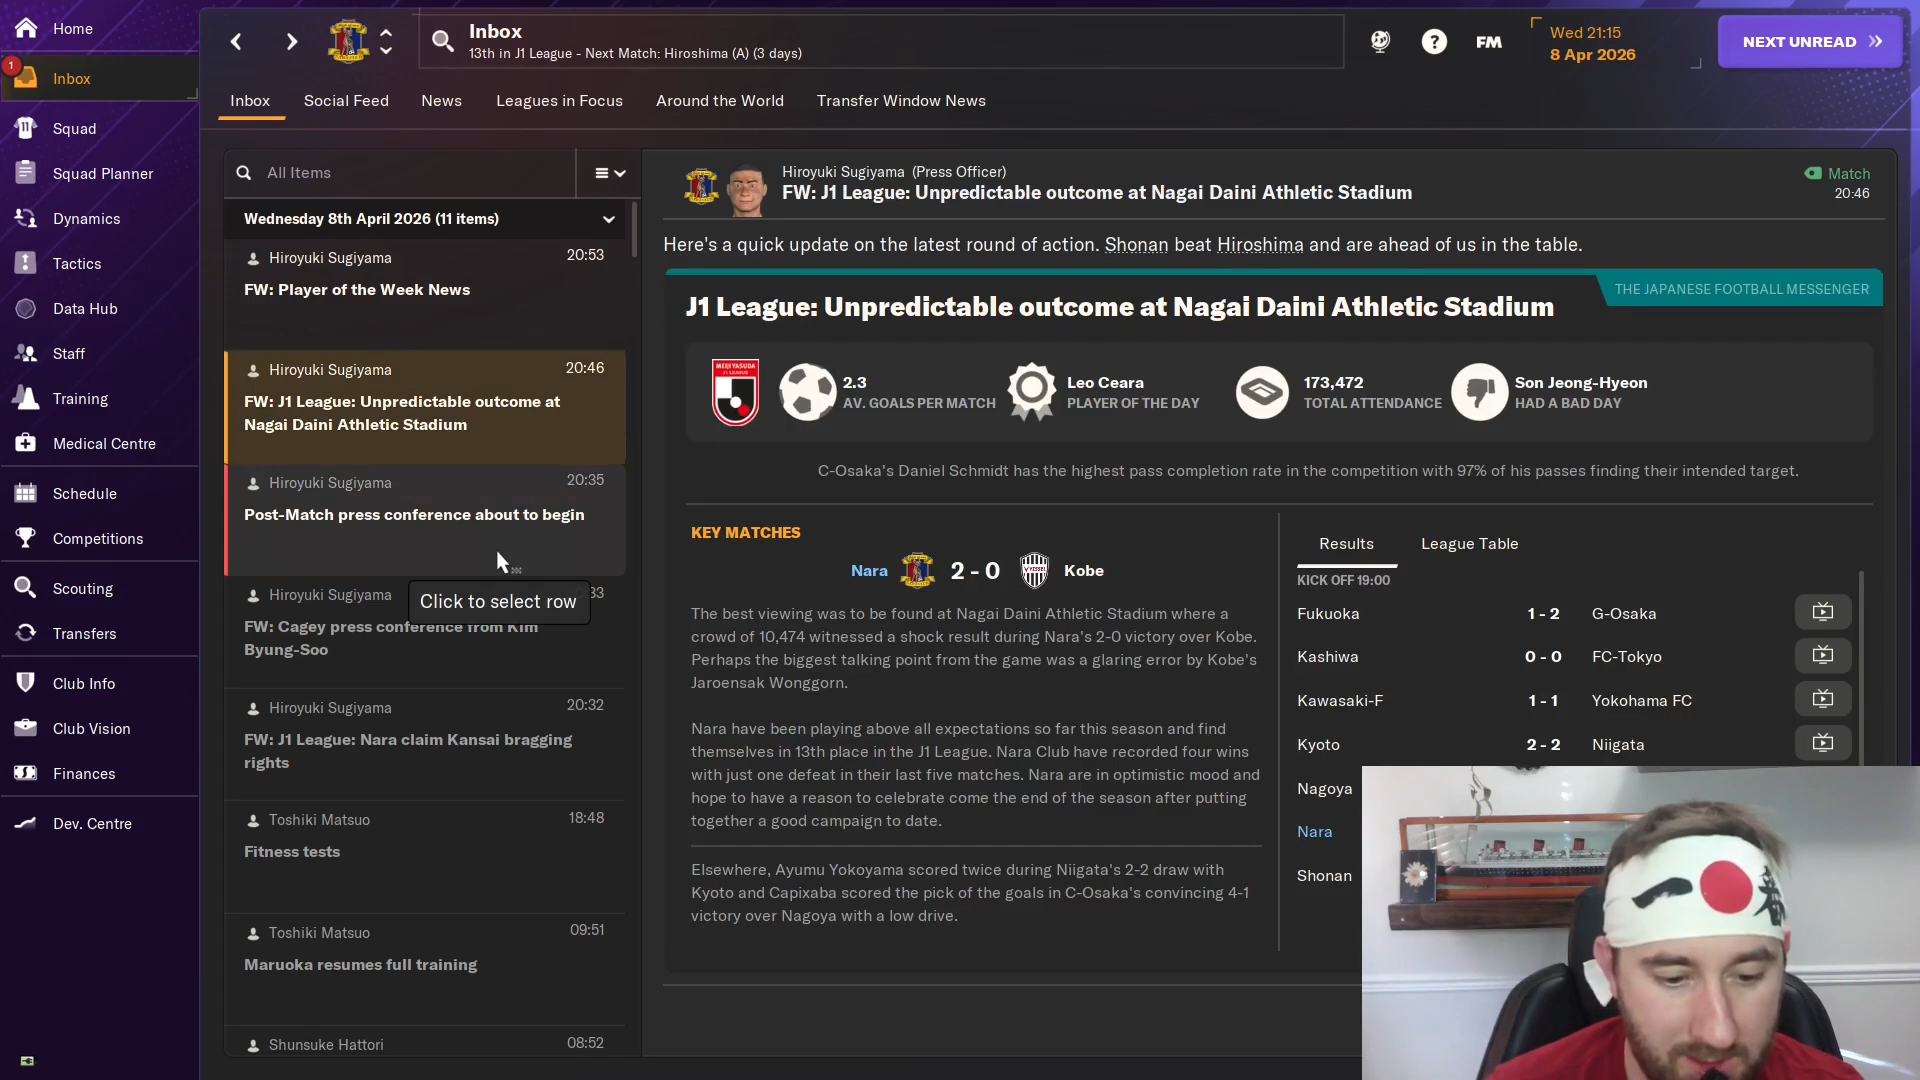 Home
1
Inbox
11
Squad
Squad Planner
Dynamics
Tactics
Data Hub
Staff
Training
Medical Centre
Schedule
Competitions
Scouting
Transfers
Club Info
Club Vision
Finances
Dev. Centre
Inbox
13th in J1 League - Next Match: Hiroshima (A) (3 days)
?
FM
Wed 21:15
8 Apr 2026
NEXT UNREAD
Inbox
Social Feed
News
Leagues in Focus
Around the World
Transfer Window News
All Items
Wednesday 8th April 2026 (11 items)
Hiroyuki Sugiyama
20:53
FW: Player of the Week News
Hiroyuki Sugiyama
20:46
FW: J1 League: Unpredictable outcome at
Nagai Daini Athletic Stadium
Hiroyuki Sugiyama
20:35
Post-Match press conference about to begin
Hiroyuki Sugiyama
Click to select row
FW: Cagey press conference from Kim
Byung-Soo
Hiroyuki Sugiyama
20:32
FW: J1 League: Nara claim Kansai bragging
rights
Toshiki Matsuo
18:48
Fitness tests
Toshiki Matsuo
09:51
Maruoka resumes full training
Shunsuke Hattori
08:52
Hiroyuki Sugiyama (Press Officer)
FW: J1 League: Unpredictable outcome at Nagai Daini Athletic Stadium
Match
20:46
Here's a quick update on the latest round of action. Shonan beat Hiroshima and are ahead of us in the table.
THE JAPANESE FOOTBALL MESSENGER
J1 League: Unpredictable outcome at Nagai Daini Athletic Stadium
MEIJI YASUDA
J1 LEAGUE
2.3
AV. GOALS PER MATCH
Leo Ceara
PLAYER OF THE DAY
173,472
TOTAL ATTENDANCE
Son Jeong-Hyeon
HAD A BAD DAY
C-Osaka's Daniel Schmidt has the highest pass completion rate in the competition with 97% of his passes finding their intended target.
KEY MATCHES
Nara
2 - 0
Kobe
The best viewing was to be found at Nagai Daini Athletic Stadium where a
crowd of 10,474 witnessed a shock result during Nara's 2-0 victory over Kobe.
Perhaps the biggest talking point from the game was a glaring error by Kobe's
Jaroensak Wonggorn.
Nara have been playing above all expectations so far this season and find
themselves in 13th place in the J1 League. Nara Club have recorded four wins
with just one defeat in their last five matches. Nara are in optimistic mood and
hope to have a reason to celebrate come the end of the season after putting
together a good campaign to date.
Elsewhere, Ayumu Yokoyama scored twice during Niigata's 2-2 draw with
Kyoto and Capixaba scored the pick of the goals in C-Osaka's convincing 4-1
victory over Nagoya with a low drive.
Results
League Table
KICK OFF 19:00
Fukuoka
1 - 2
G-Osaka
Kashiwa
0 - 0
FC-Tokyo
Kawasaki-F
1 - 1
Yokohama FC
Kyoto
2 - 2
Niigata
Nagoya
Nara
Shonan